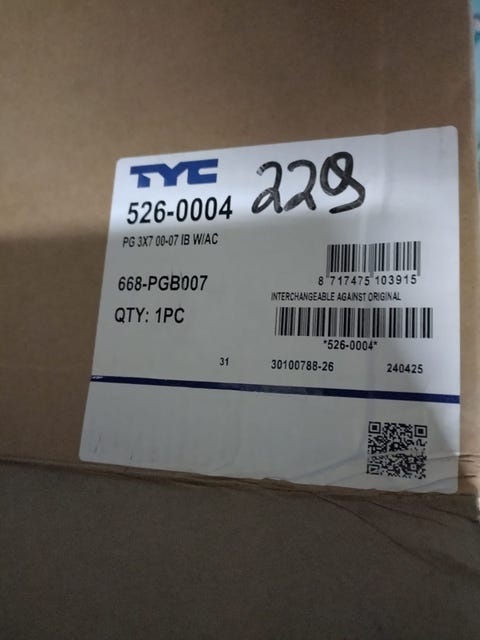 TYC
526-0004
229
PG 3X7 00-07 IB W/AC
668-PGB007
8 717475 103915
INTERCHANGEABLE AGAINST ORIGINAL
QTY: 1PC
*526-0004*
31 30100788-26 240425